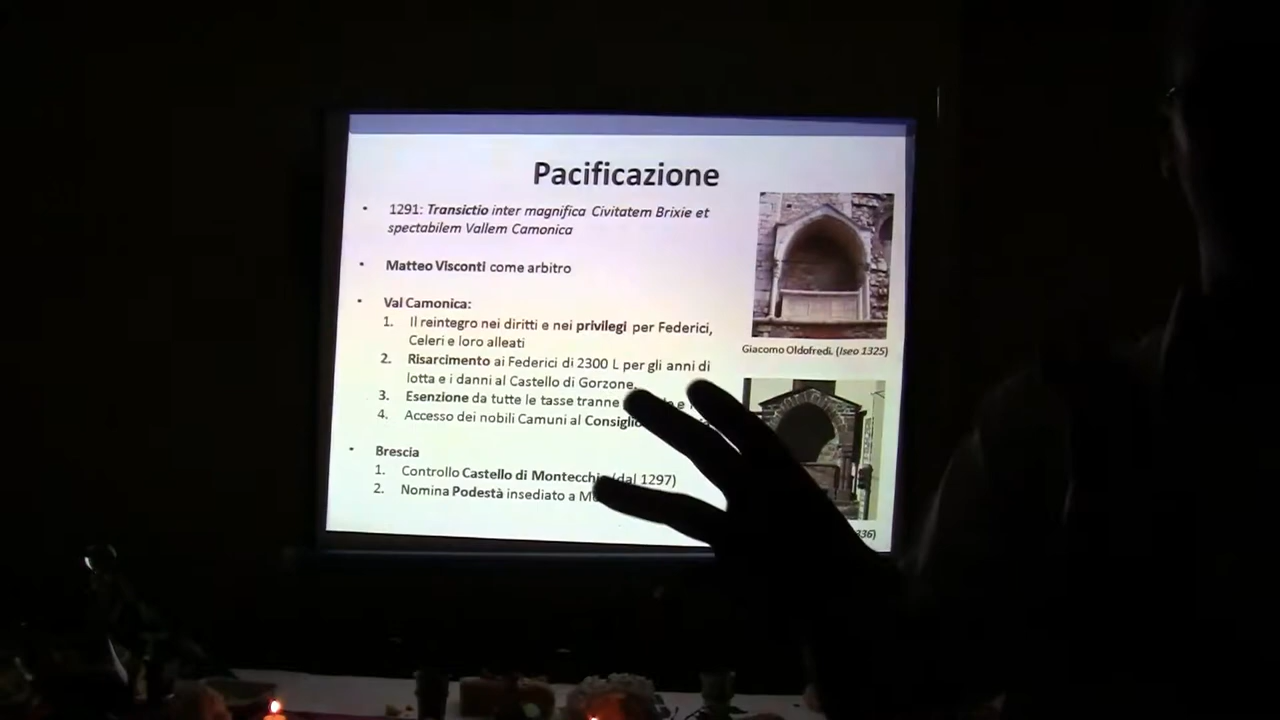 Pacificazione
• 1291: Transictio inter magnifica Civitatem Brixie et
spectabilem Vallem Camonica
• Matteo Visconti come arbitro
• Val Camonica:
1. Il reintegro nei diritti e nei privilegi per Federici,
Celeri e loro alleati
2. Risarcimento ai Federici di 2300 L per gli anni di
lotta e i danni al Castello di Gorzone.
3. Esenzione da tutte le tasse tranne
4. Accesso dei nobili Camuni al Consiglio
• Brescia
1. Controllo Castello di Montecchio (dal 1297)
2. Nomina Podestà insediato a
Giacomo Oldofredi. (Iseo 1325)